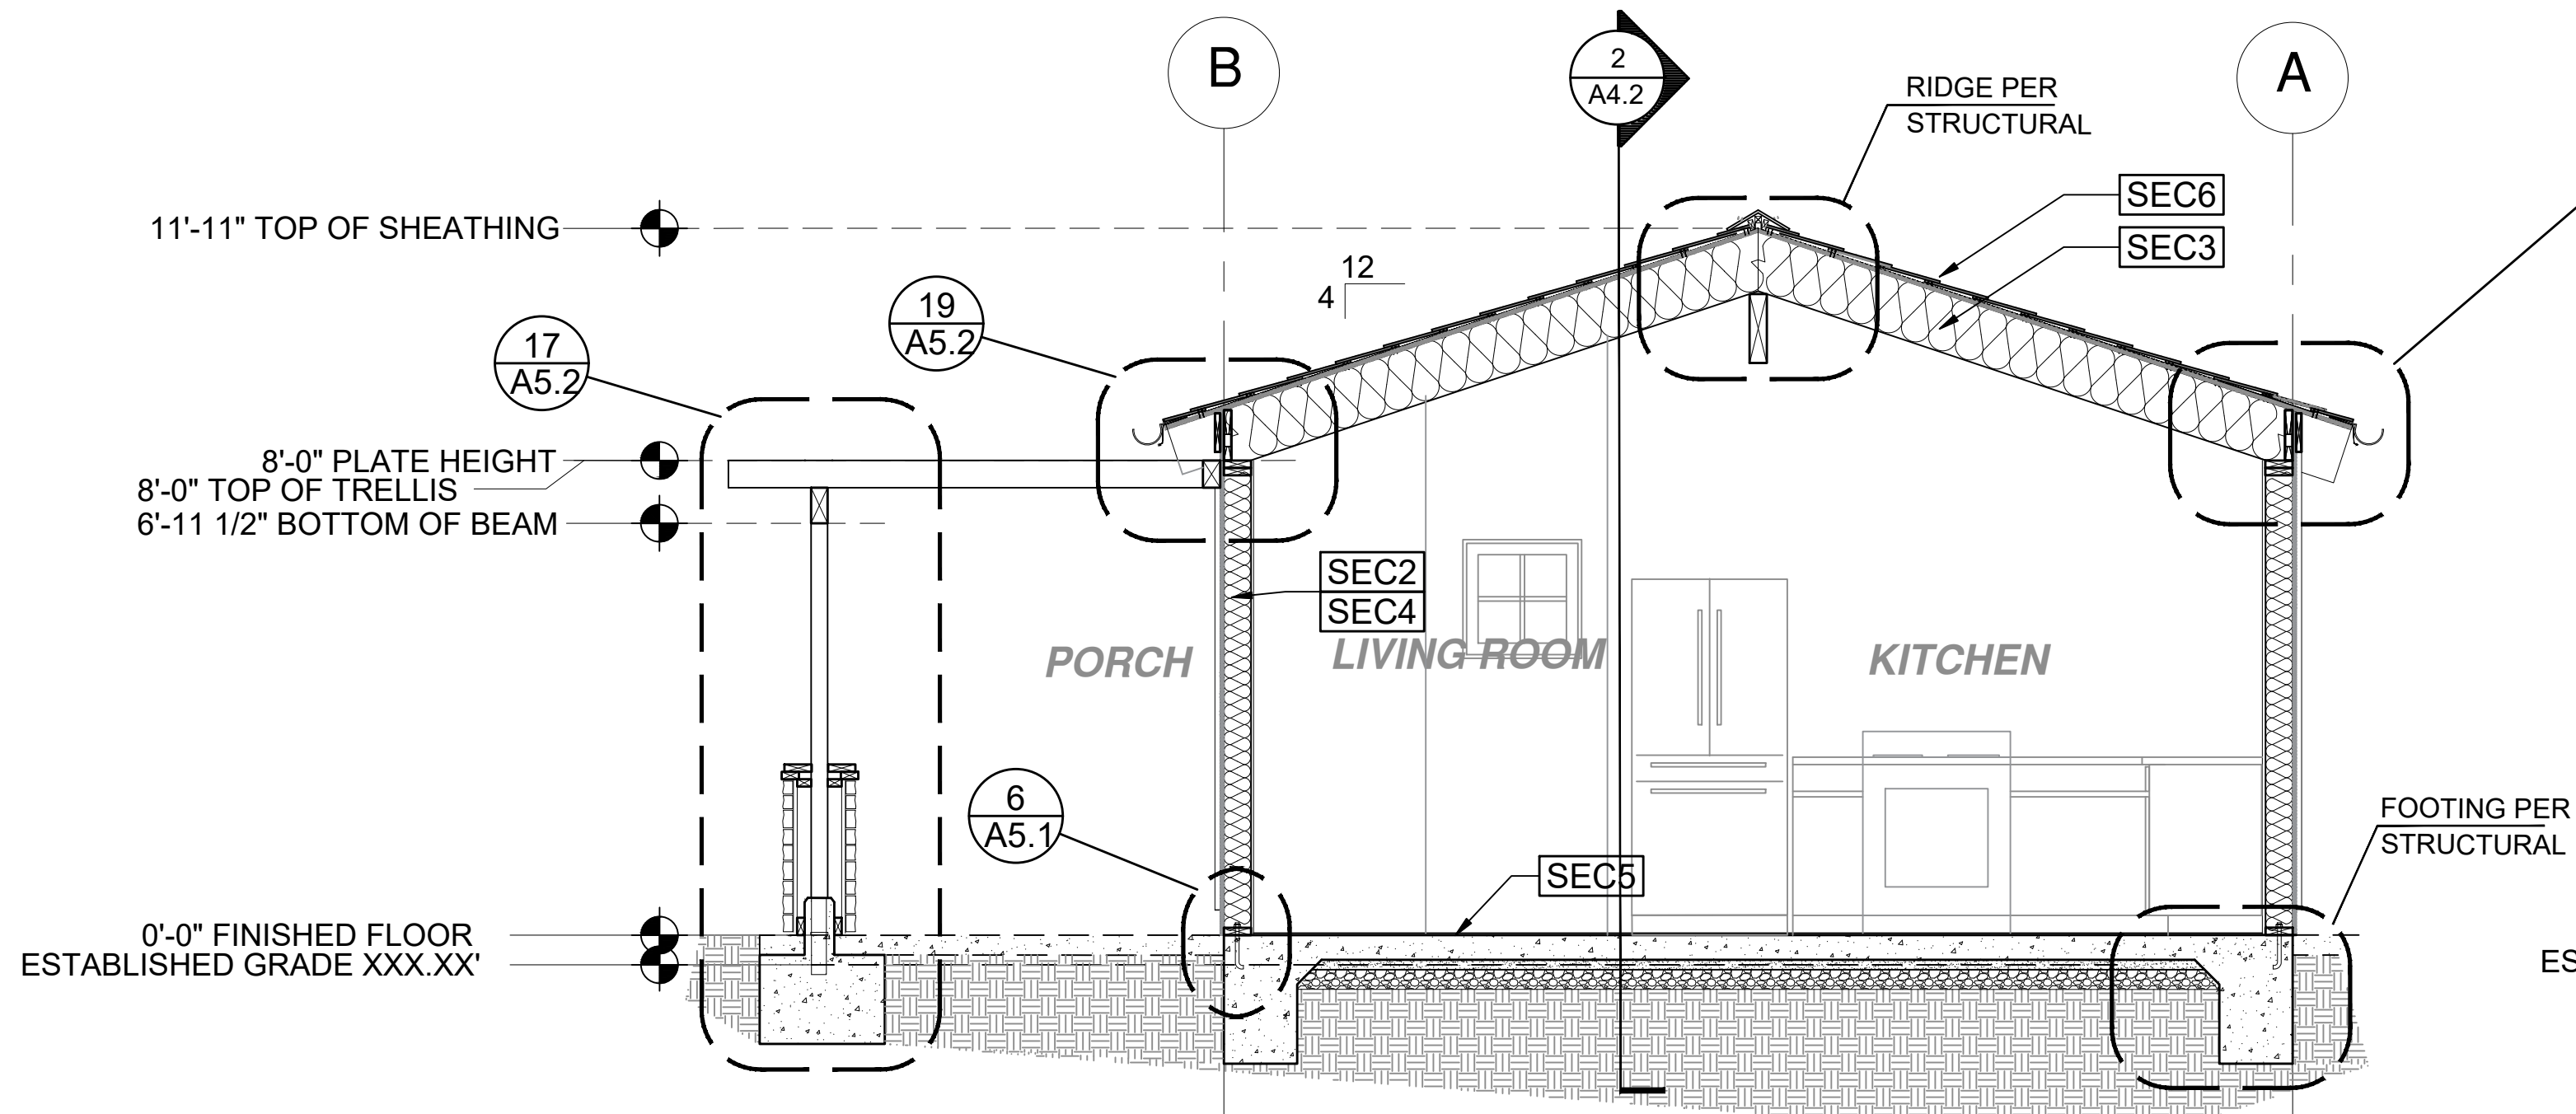 B
2
A4.2
A
RIDGE PER
STRUCTURAL
SEC6
SEC3
11'-11" TOP OF SHEATHING
12
4
19
A5.2
17
A5.2
8'-0" PLATE HEIGHT
8'-0" TOP OF TRELLIS
6'-11 1/2" BOTTOM OF BEAM
SEC2
SEC4
PORCH
LIVING ROOM
KITCHEN
6
A5.1
FOOTING PER
STRUCTURAL
SEC5
0'-0" FINISHED FLOOR
ESTABLISHED GRADE XXX.XX'
ES